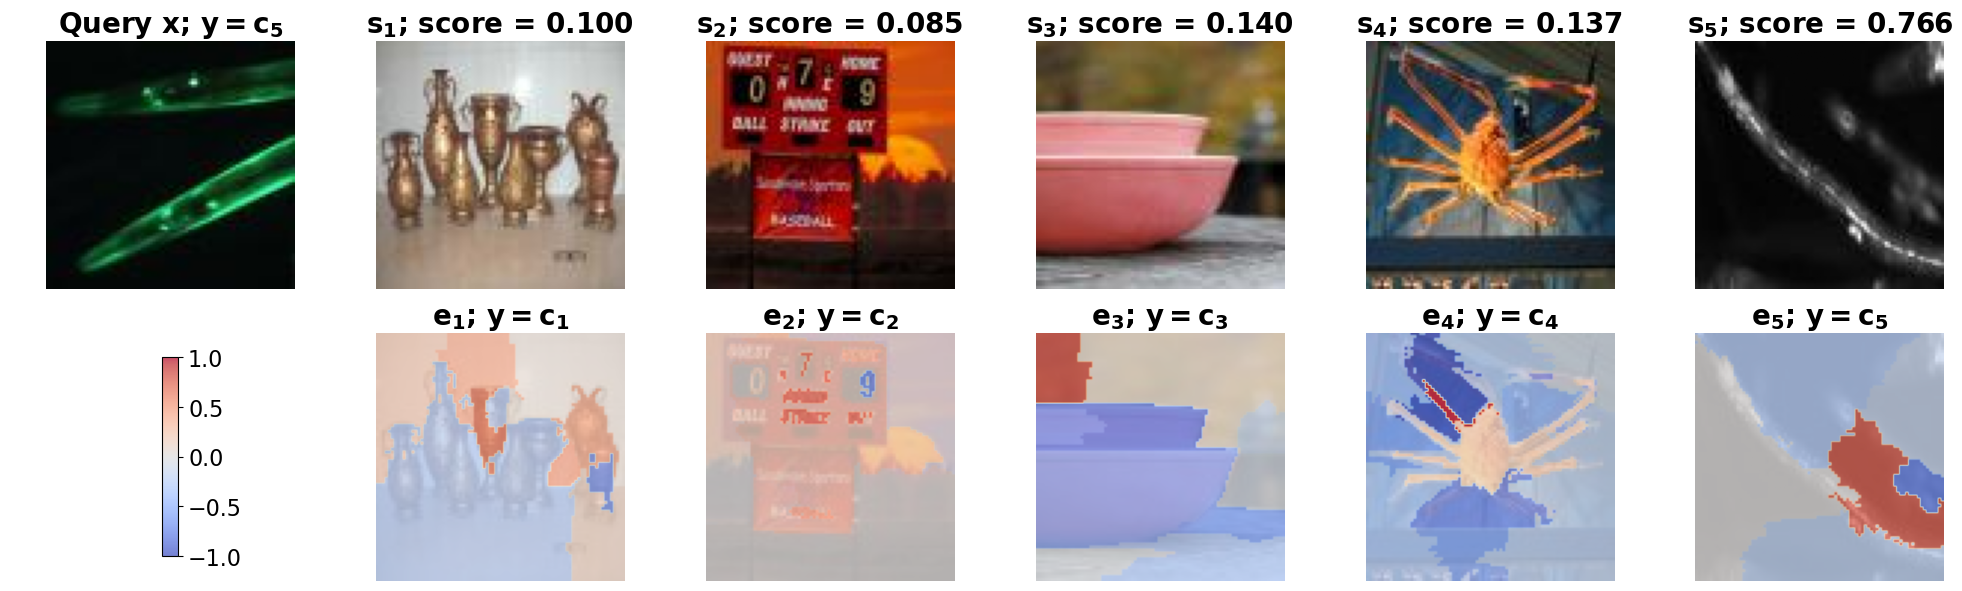 Query x; y = c5
s1; score = 0.100
s2; score = 0.085
s3; score = 0.140
s4; score = 0.137
s5; score = 0.766
GUEST 7 HOME
0 9
INNING
BALL STRIKE OUT
BASEBALL
e1; y = c1
e2; y = c2
e3; y = c3
e4; y = c4
e5; y = c5
1.0
0.5
0.0
−0.5
−1.0